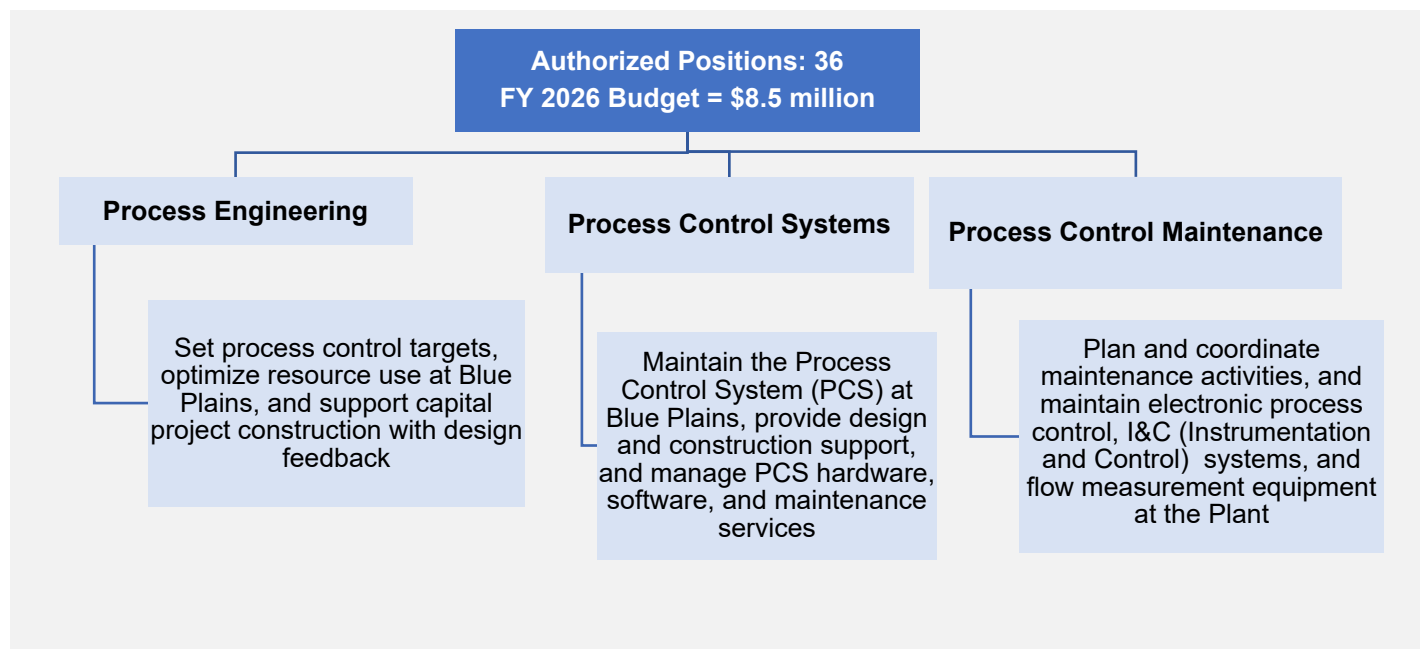 Authorized Positions: 36
FY 2026 Budget = $8.5 million
Process Engineering
Set process control targets,
optimize resource use at Blue
Plains, and support capital
project construction with design
feedback
Process Control Systems
Maintain the Process
Control System (PCS) at
Blue Plains, provide design
and construction support,
and manage PCS hardware,
software, and maintenance
services
Process Control Maintenance
Plan and coordinate
maintenance activities, and
maintain electronic process
control, I&C (Instrumentation
and Control)  systems, and
flow measurement equipment
at the Plant